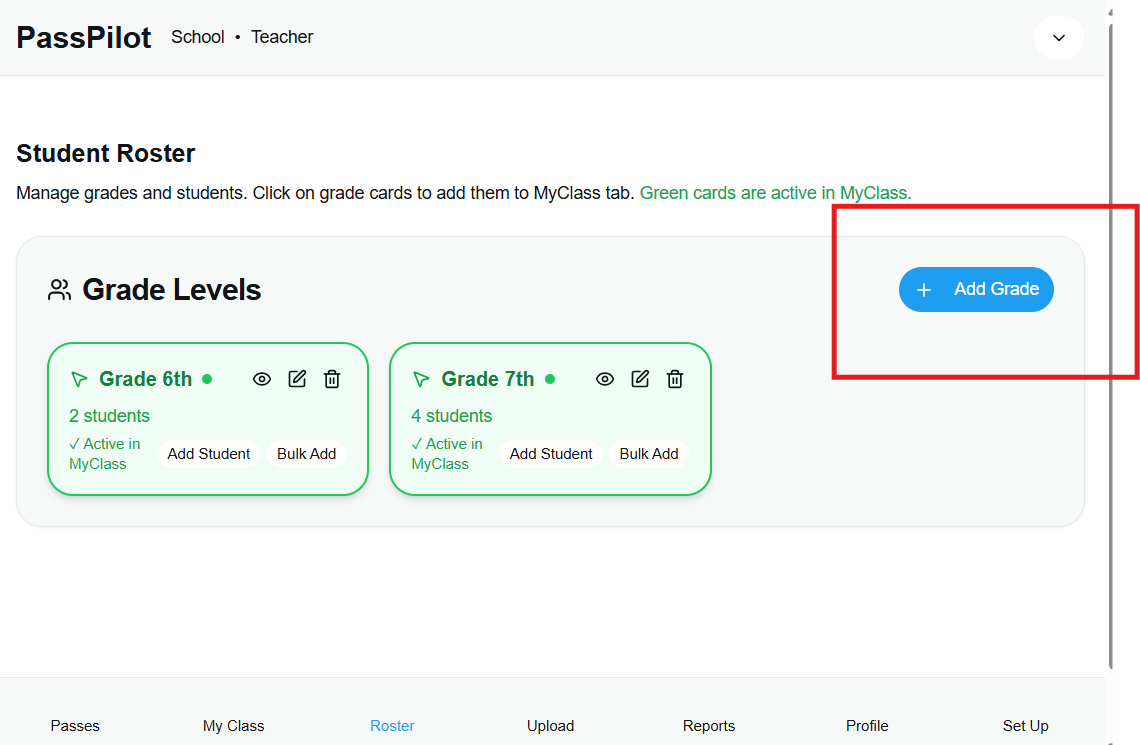 PassPilot School • Teacher
Student Roster
Manage grades and students. Click on grade cards to add them to MyClass tab. Green cards are active in MyClass.
Grade Levels
+ Add Grade
Grade 6th
2 students
✓ Active in
MyClass
Add Student
Bulk Add
Grade 7th
4 students
✓ Active in
MyClass
Add Student
Bulk Add
Passes
My Class
Roster
Upload
Reports
Profile
Set Up